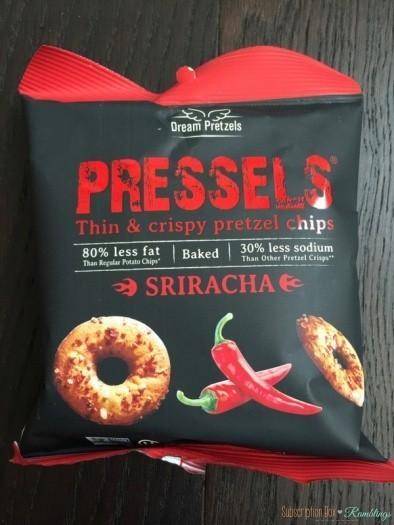 Dream Pretzels
PRESSELS®
Thin & crispy pretzel chips
80% less fat
Than Regular Potato Chips*
Baked
30% less sodium
Than Other Pretzel Crisps**
SRIRACHA
Subscription Box ♥ Ramblings